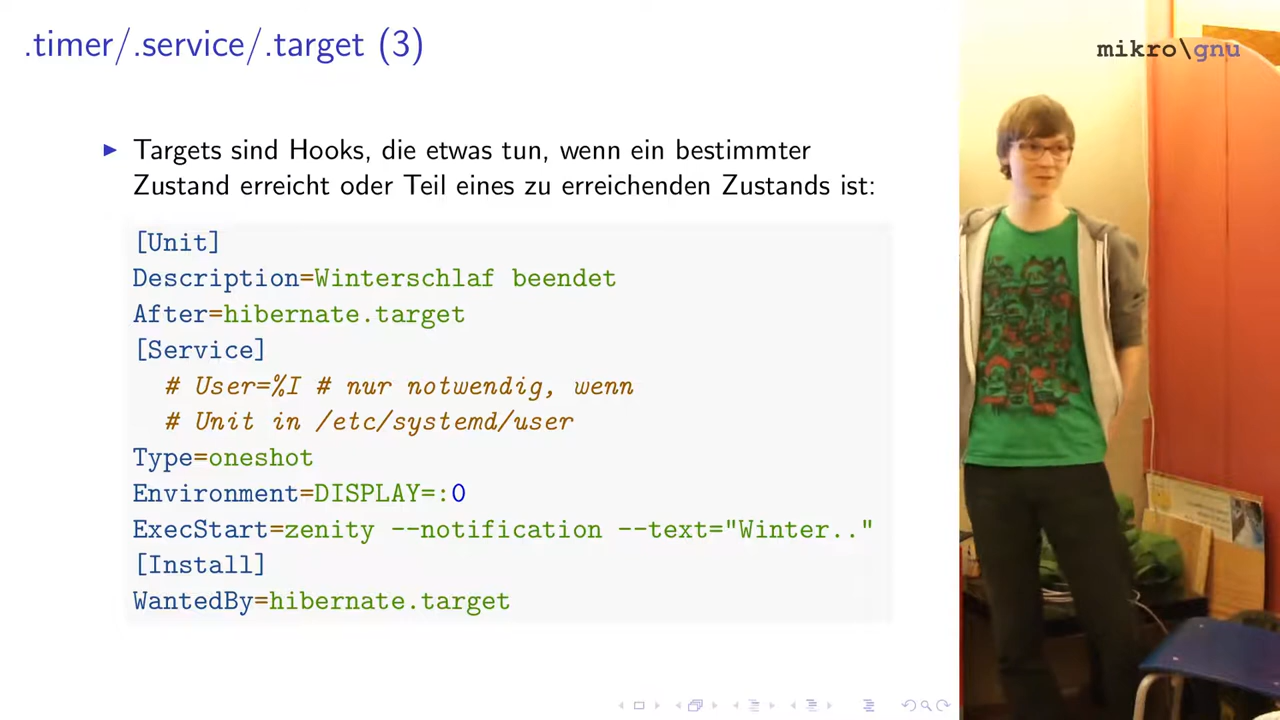 .timer/.service/.target (3)
mikro\gnu
Targets sind Hooks, die etwas tun, wenn ein bestimmter
Zustand erreicht oder Teil eines zu erreichenden Zustands ist:
[Unit]
Description=Winterschlaf beendet
After=hibernate.target
[Service]
# User=%I # nur notwendig, wenn
# Unit in /etc/systemd/user
Type=oneshot
Environment=DISPLAY=:0
ExecStart=zenity --notification --text="Winter.."
[Install]
WantedBy=hibernate.target